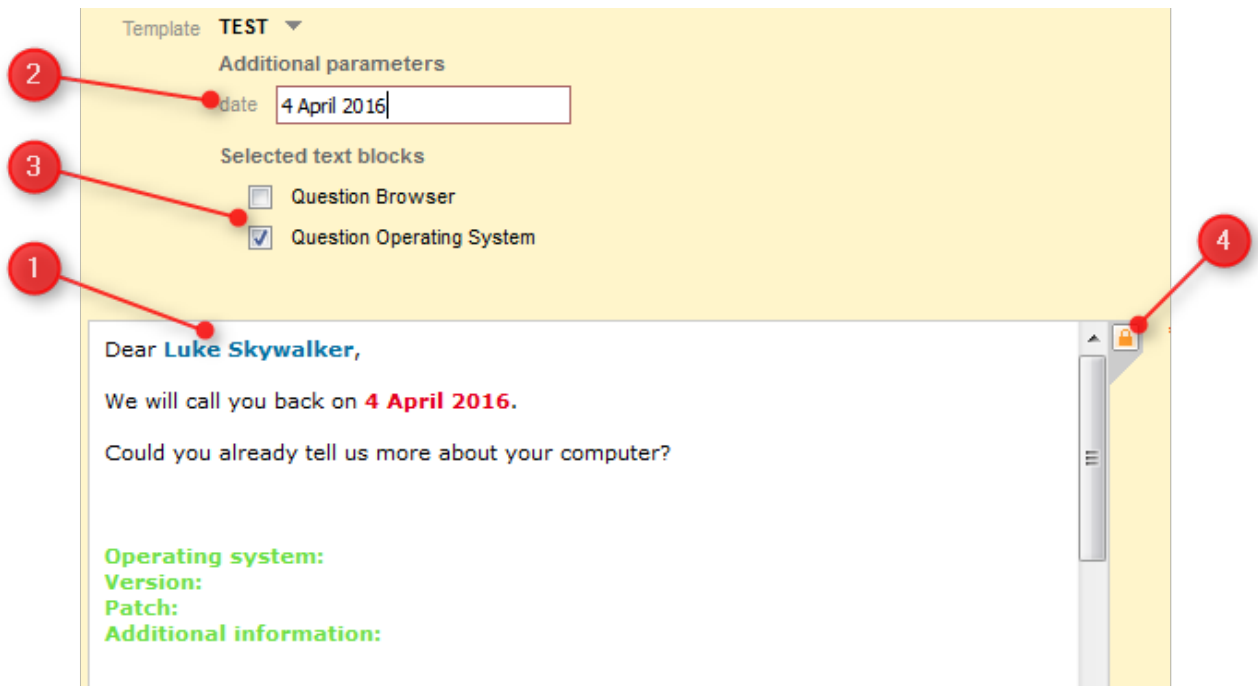 Template TEST
Additional parameters
2
date 4 April 2016
3
Selected text blocks
Question Browser
Question Operating System
4
1
Dear Luke Skywalker,
We will call you back on 4 April 2016.
Could you already tell us more about your computer?
Operating system:
Version:
Patch:
Additional information: